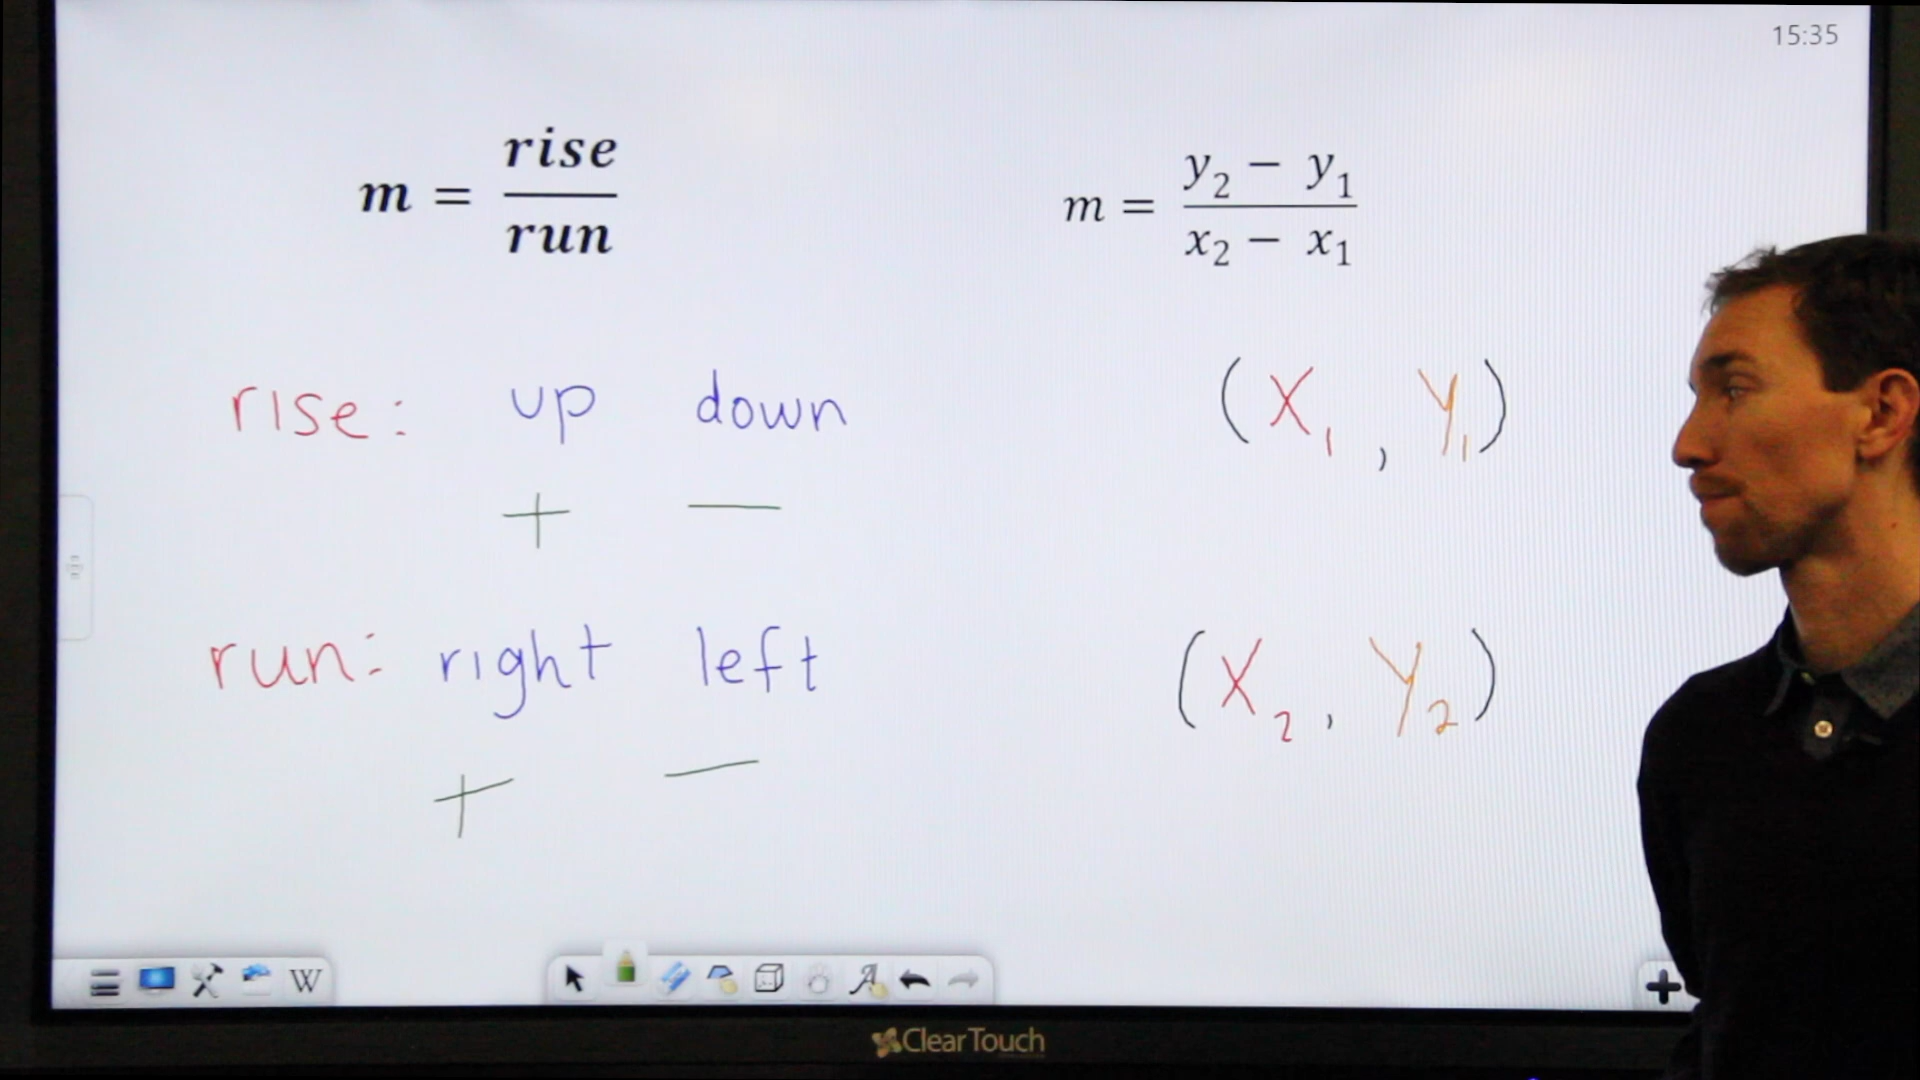 15:35
m = rise / run
m = y₂ − y₁ / x₂ − x₁
rise: up down
+ —
run: right left
+ —
(X₁, Y₁)
(X₂, Y₂)
W
A
ClearTouch